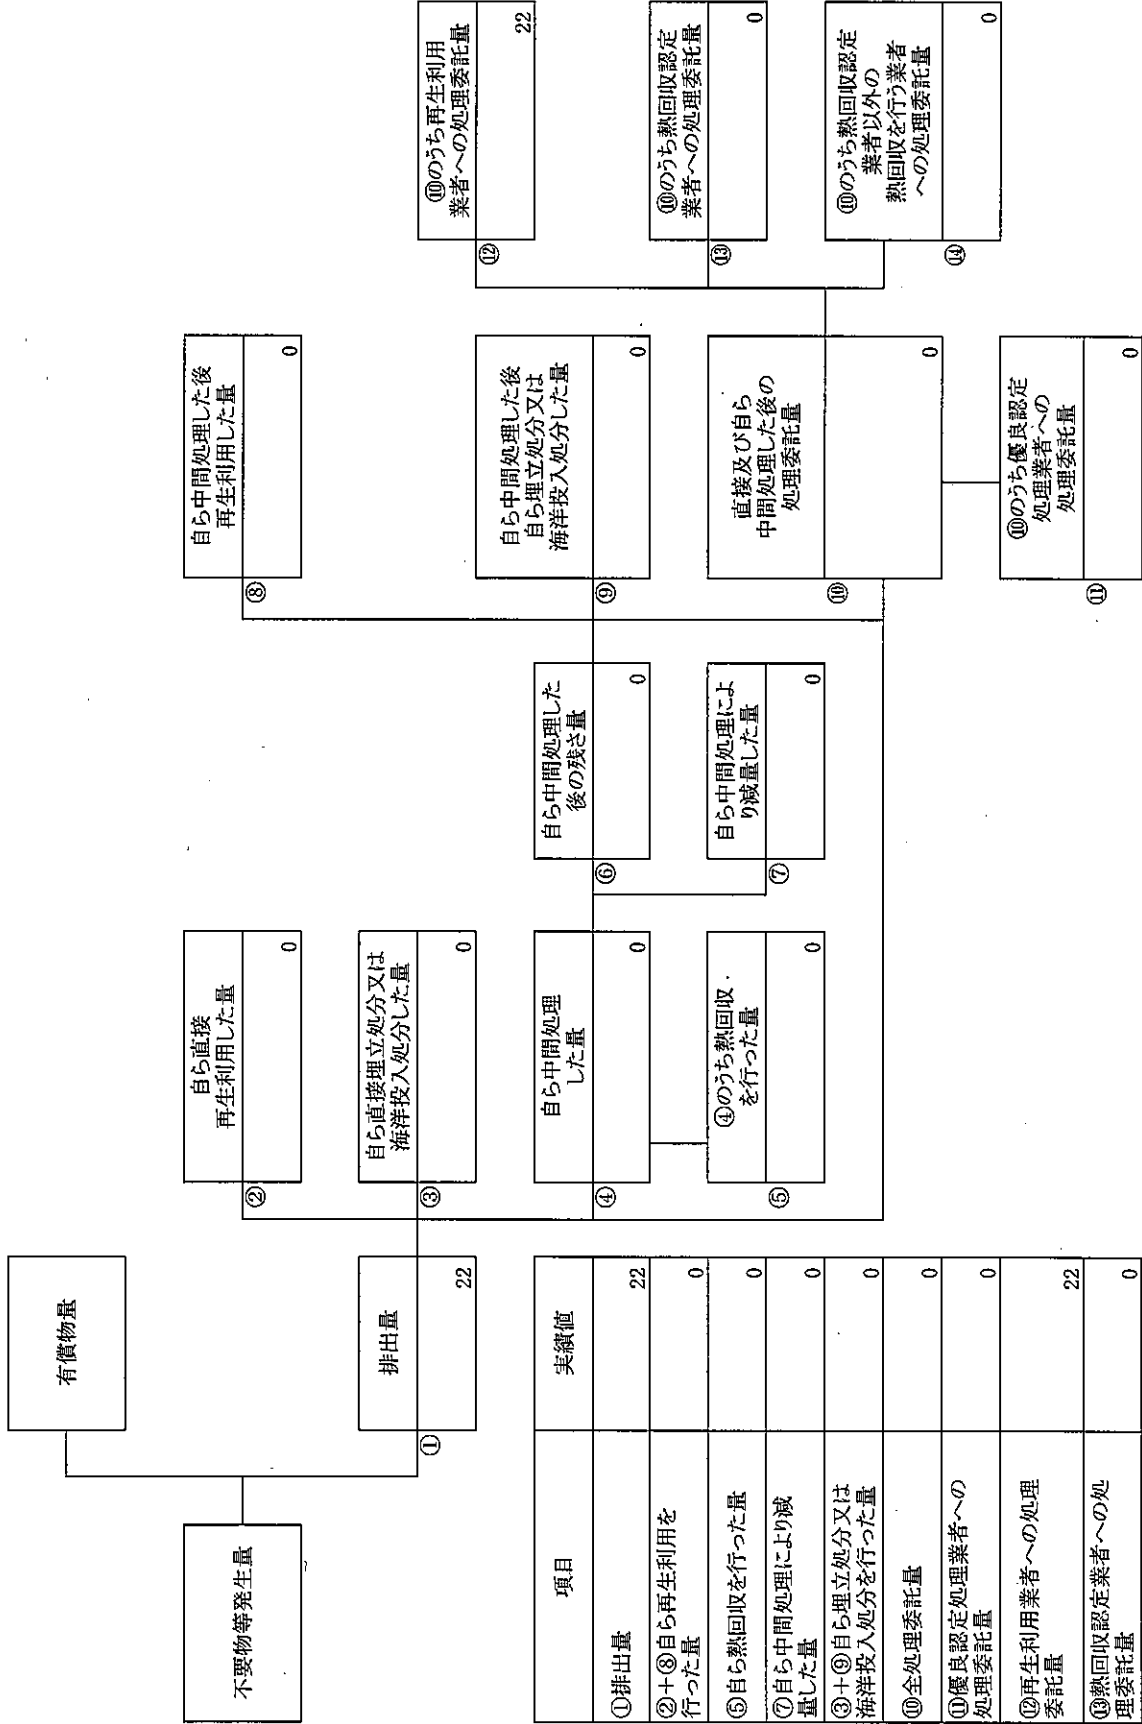 不要物等発生量
有償物量
排出量
①
22
自ら直接
再生利用した量
②
0
自ら直接埋立処分又は
海洋投入処分した量
③
0
自ら中間処理
した量
④
0
④のうち熱回収
を行った量
⑤
0
自ら中間処理した
後の残さ量
⑥
0
自ら中間処理によ
り減量した量
⑦
0
自ら中間処理した後
再生利用した量
⑧
0
自ら中間処理した後
自ら埋立処分又は
海洋投入処分した量
⑨
0
直接及び自ら
中間処理した後の
処理委託量
⑩
0
⑩のうち優良認定
処理業者への
処理委託量
⑪
0
⑩のうち再生利用
業者への処理委託量
⑫
22
⑩のうち熱回収認定
業者への処理委託量
⑬
0
⑩のうち熱回収認定
業者以外の
熱回収を行う業者
への処理委託量
⑭
0
項目 実績値
①排出量 22
②+⑧自ら再生利用を
行った量 0
⑤自ら熱回収を行った量 0
⑦自ら中間処理により減
量した量 0
③+⑨自ら埋立処分又は
海洋投入処分を行った量 0
⑩全処理委託量 0
⑪優良認定処理業者への
処理委託量 0
⑫再生利用業者への処理
委託量 22
⑬熱回収認定業者への処
理委託量 0